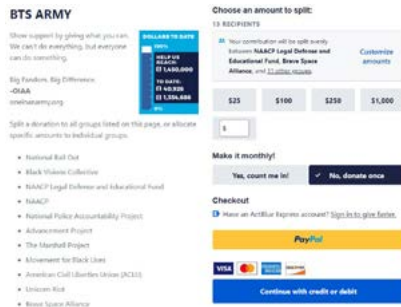 BTS ARMY
Show support by giving what you can.
We can't do everything, but everyone
can do something.
Big Fandom. Big Difference.
-OIAA
oneinanarmy.org
DOLLARS TO DATE
100%
HELP US
REACH:
1,400,000
TO DATE:
0%
Split a donation to all groups listed on this page, or allocate
specific amounts to individual groups.
National Bail Out
Black Visions Collective
NAACP Legal Defense and Educational Fund
NAACP
National Police Accountability Project
Advancement Project
The Marshall Project
Movement for Black Lives
American Civil Liberties Union (ACLU)
Unicorn Riot
Brave Space Alliance
Choose an amount to split:
13 RECIPIENTS
Your contribution will be split evenly
between NAACP Legal Defense and
Educational Fund, Brave Space
Alliance, and 11 other groups.
Customize
amounts
$25
$100
$250
$1,000
$
Make it monthly!
Yes, count me in!
No, donate once
Checkout
Have an ActBlue Express account? Sign in to give faster.
PayPal
VISA
DISCOVER
Continue with credit or debit